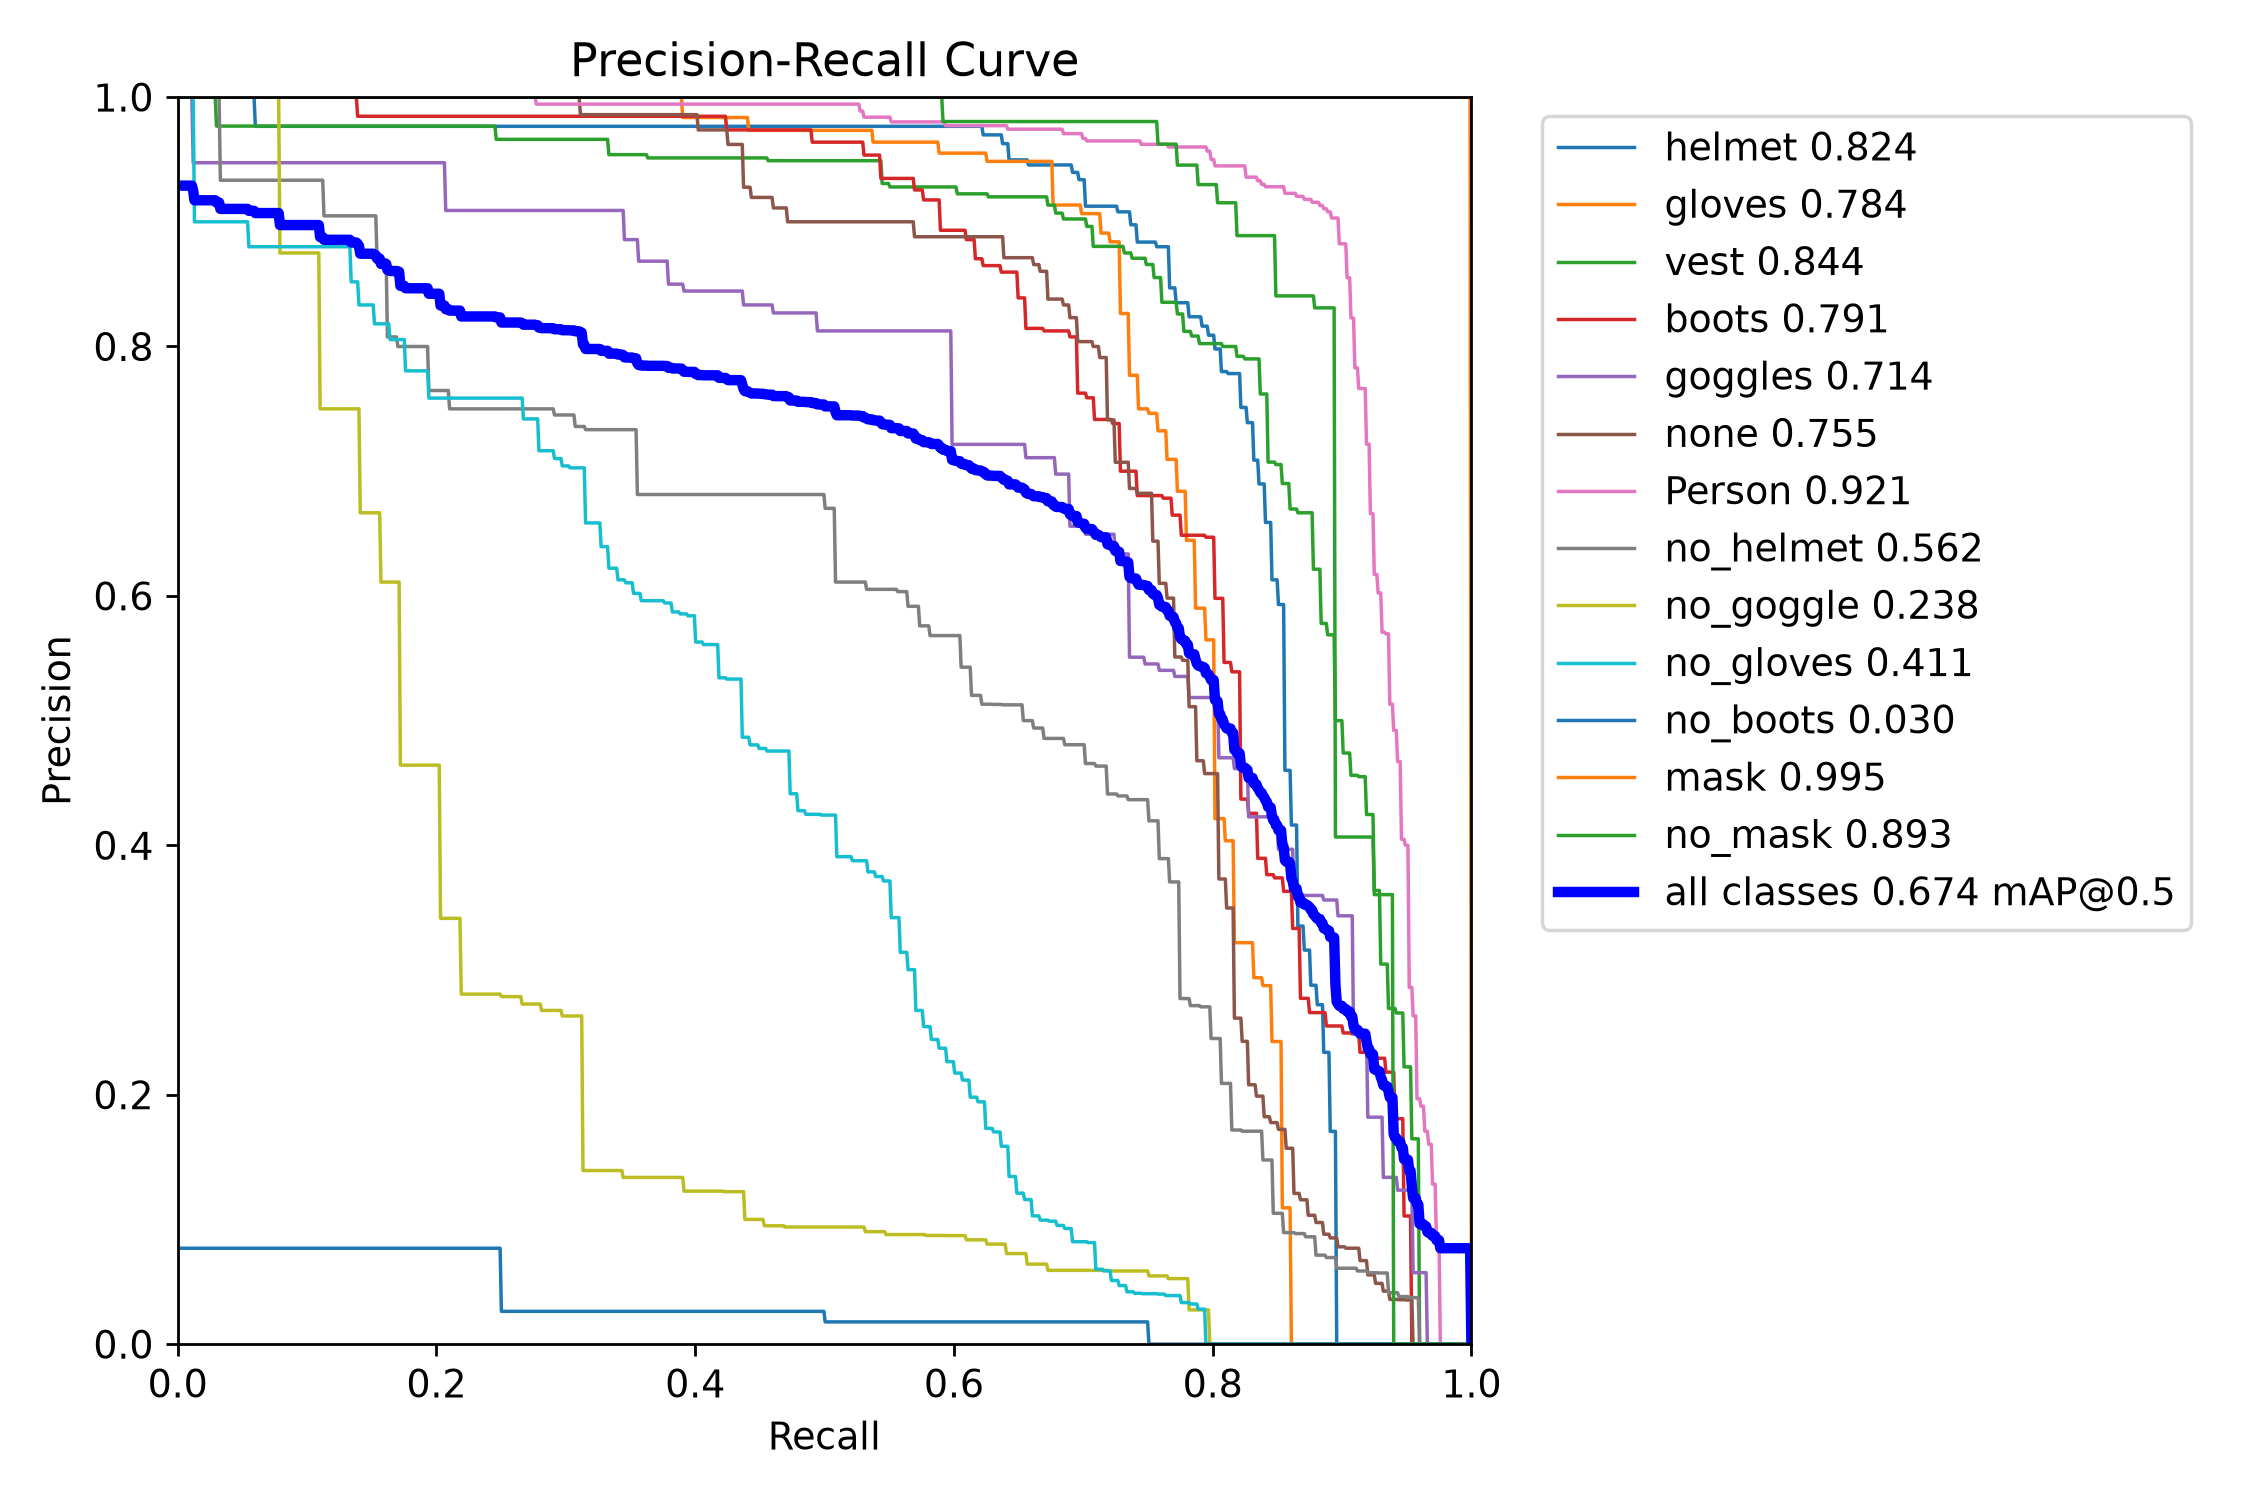 Precision-Recall Curve
1.0
0.8
0.6
0.4
0.2
0.0
Precision
0.0 0.2 0.4 0.6 0.8 1.0
Recall
helmet 0.824
gloves 0.784
vest 0.844
boots 0.791
goggles 0.714
none 0.755
Person 0.921
no_helmet 0.562
no_goggle 0.238
no_gloves 0.411
no_boots 0.030
mask 0.995
no_mask 0.893
all classes 0.674 mAP@0.5